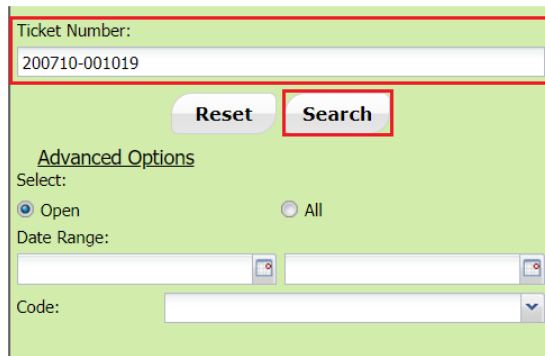 Ticket Number:
200710-001019
Reset Search
Advanced Options
Select:
Open All
Date Range:
Code: